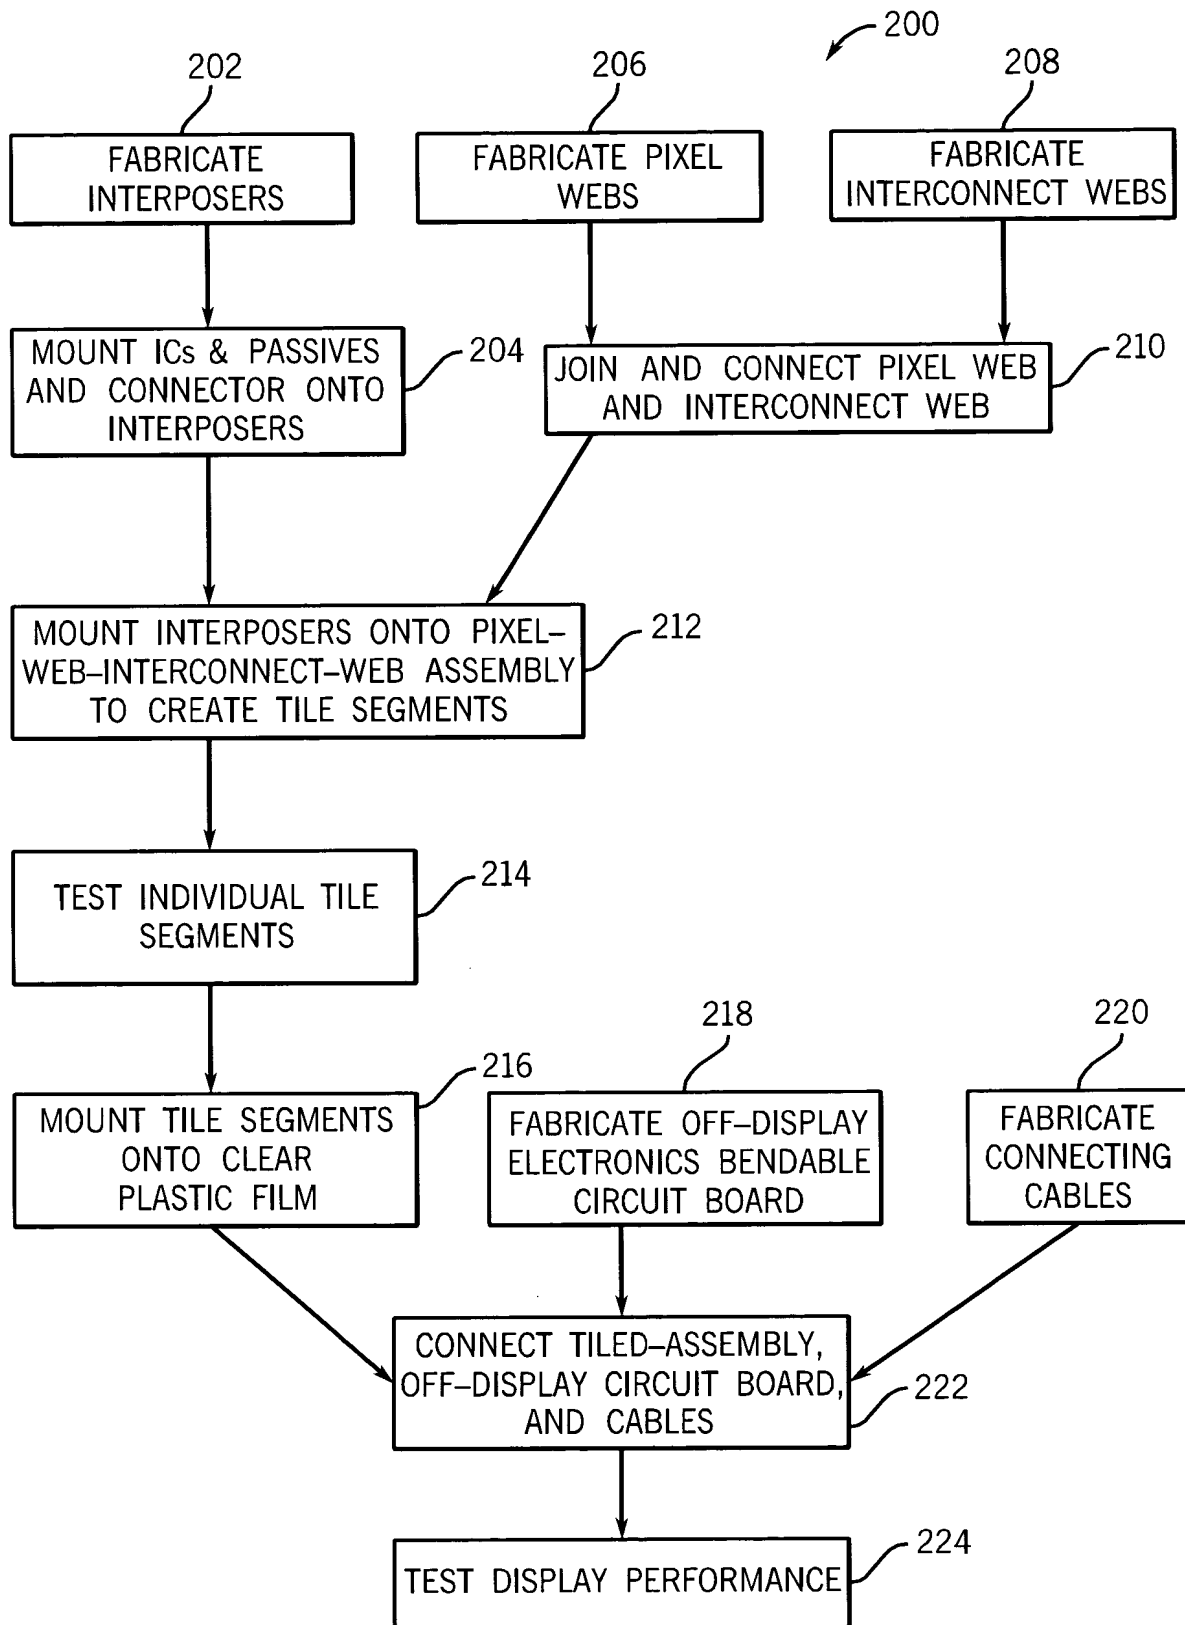 200
202
206
208
FABRICATE
INTERPOSERS
FABRICATE PIXEL
WEBS
FABRICATE
INTERCONNECT WEBS
MOUNT ICs & PASSIVES
AND CONNECTOR ONTO
INTERPOSERS
204
JOIN AND CONNECT PIXEL WEB
AND INTERCONNECT WEB
210
MOUNT INTERPOSERS ONTO PIXEL–
WEB–INTERCONNECT–WEB ASSEMBLY
TO CREATE TILE SEGMENTS
212
TEST INDIVIDUAL TILE
SEGMENTS
214
216
218
220
MOUNT TILE SEGMENTS
ONTO CLEAR
PLASTIC FILM
FABRICATE OFF–DISPLAY
ELECTRONICS BENDABLE
CIRCUIT BOARD
FABRICATE
CONNECTING
CABLES
CONNECT TILED–ASSEMBLY,
OFF–DISPLAY CIRCUIT BOARD,
AND CABLES
222
TEST DISPLAY PERFORMANCE
224